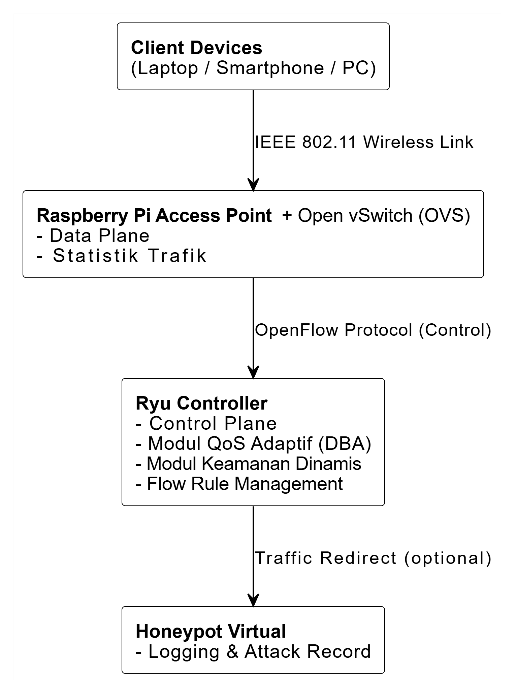 Client Devices
(Laptop / Smartphone / PC)
IEEE 802.11 Wireless Link
Raspberry Pi Access Point + Open vSwitch (OVS)
- Data Plane
- Statistik Trafik
OpenFlow Protocol (Control)
Ryu Controller
- Control Plane
- Modul QoS Adaptif (DBA)
- Modul Keamanan Dinamis
- Flow Rule Management
Traffic Redirect (optional)
Honeypot Virtual
- Logging & Attack Record